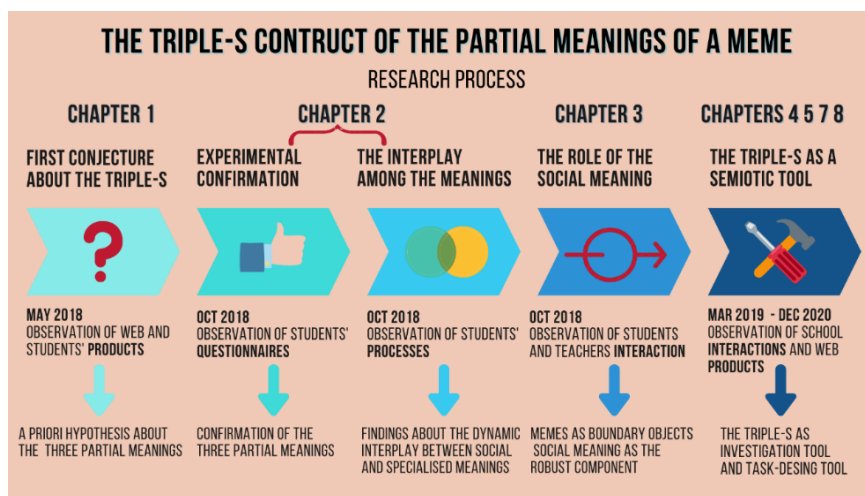 THE TRIPLE-S CONTRUCT OF THE PARTIAL MEANINGS OF A MEME
RESEARCH PROCESS
CHAPTER 1
FIRST CONJECTURE
ABOUT THE TRIPLE-S
?
MAY 2018
OBSERVATION OF WEB AND
STUDENTS' PRODUCTS
A PRIORI HYPOTHESIS ABOUT
THE THREE PARTIAL MEANINGS
CHAPTER 2
EXPERIMENTAL
CONFIRMATION
OCT 2018
OBSERVATION OF STUDENTS'
QUESTIONNAIRES
CONFIRMATION OF THE
THREE PARTIAL MEANINGS
THE INTERPLAY
AMONG THE MEANINGS
OCT 2018
OBSERVATION OF STUDENTS'
PROCESSES
FINDINGS ABOUT THE DYNAMIC
INTERPLAY BETWEEN SOCIAL
AND SPECIALISED MEANINGS
CHAPTER 3
THE ROLE OF THE
SOCIAL MEANING
OCT 2018
OBSERVATION OF STUDENTS
AND TEACHERS INTERACTION
MEMES AS BOUNDARY OBJECTS
SOCIAL MEANING AS THE
ROBUST COMPONENT
CHAPTERS 4 5 7 8
THE TRIPLE-S AS A
SEMIOTIC TOOL
MAR 2019 - DEC 2020
OBSERVATION OF SCHOOL
INTERACTIONS AND WEB
PRODUCTS
THE TRIPLE-S AS
INVESTIGATION TOOL
AND TASK-DESING TOOL